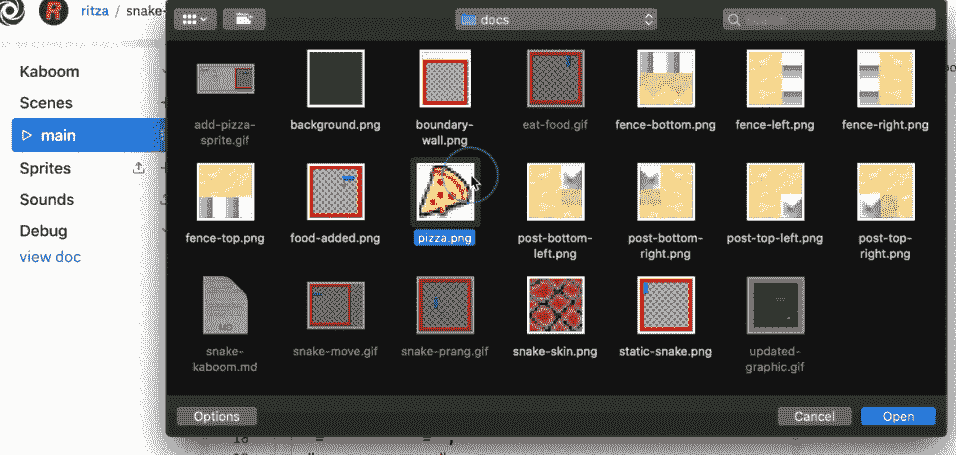 ritza / snake-
docs
Kaboom
Scenes
main
Sprites
Sounds
Debug
view doc
add-pizza-
sprite.gif
background.png
boundary-
wall.png
eat-food.gif
fence-bottom.png
fence-left.png
fence-right.png
fence-top.png
food-added.png
pizza.png
post-bottom-
left.png
post-bottom-
right.png
post-top-left.png
post-top-
right.png
MD
snake-
kaboom.md
snake-move.gif
snake-prang.gif
snake-skin.png
static-snake.png
updated-
graphic.gif
Options
Cancel
Open